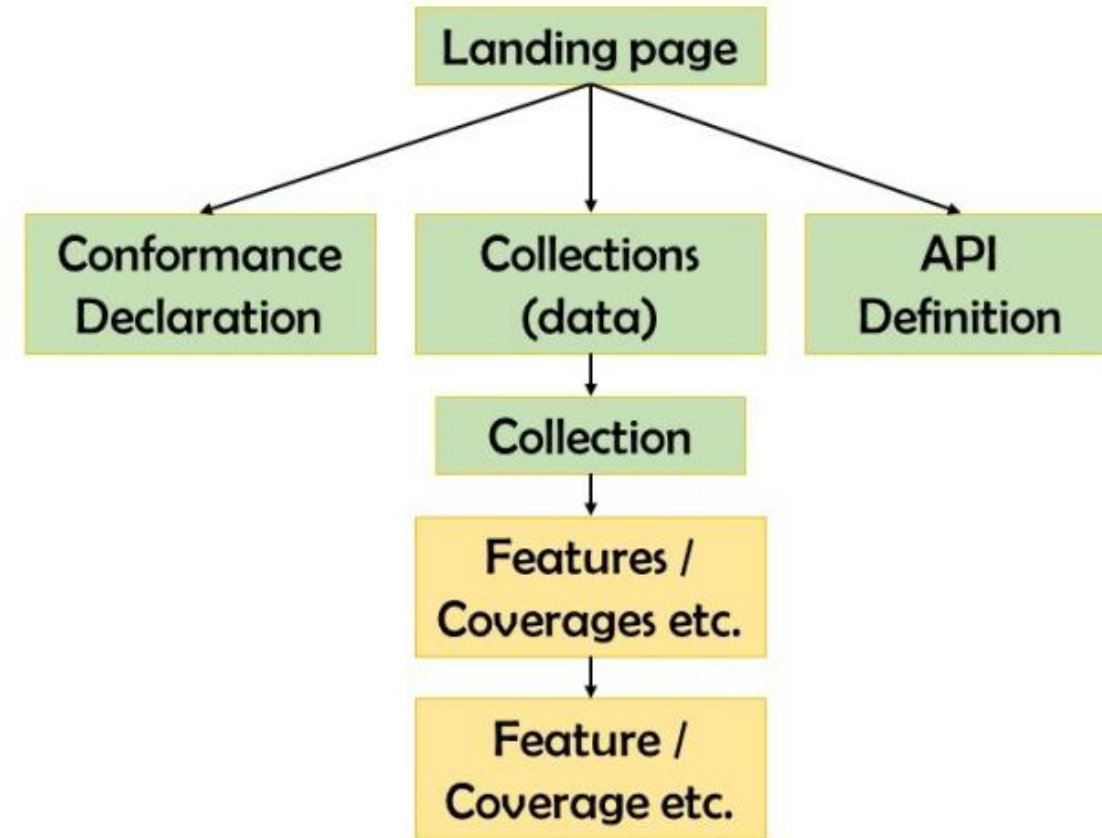 Landing page
Conformance
Declaration
Collections
(data)
API
Definition
Collection
Features /
Coverages etc.
Feature /
Coverage etc.